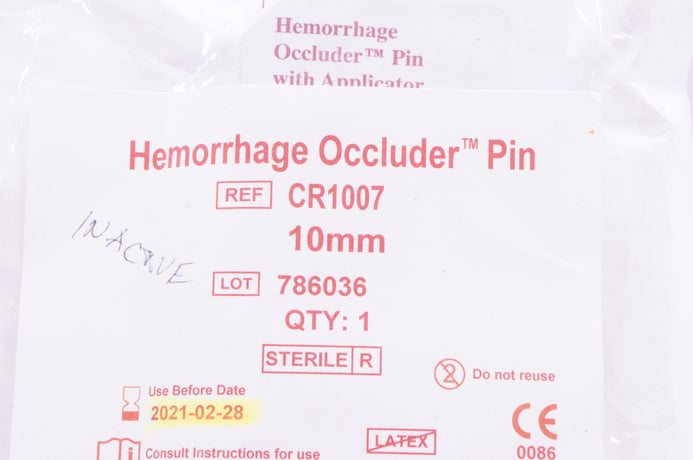 Hemorrhage
Occluder™ Pin
with Applicator
Hemorrhage Occluder™ Pin
REF CR1007
10mm
INACTIVE
LOT 786036
QTY: 1
STERILE R
Do not reuse
Use Before Date
2021-02-28
LATEX
CE
0086
i Consult Instructions for use